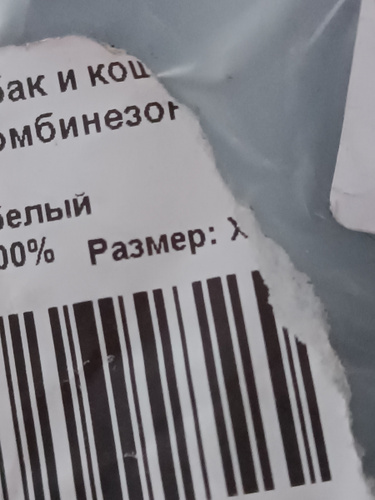 бак и кош
омбинезон
белый
00% Размер: X